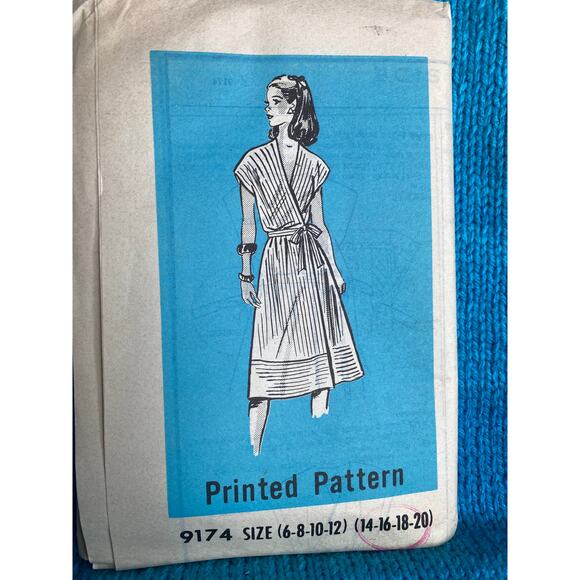 Printed Pattern
9174 SIZE (6-8-10-12) (14-16-18-20)